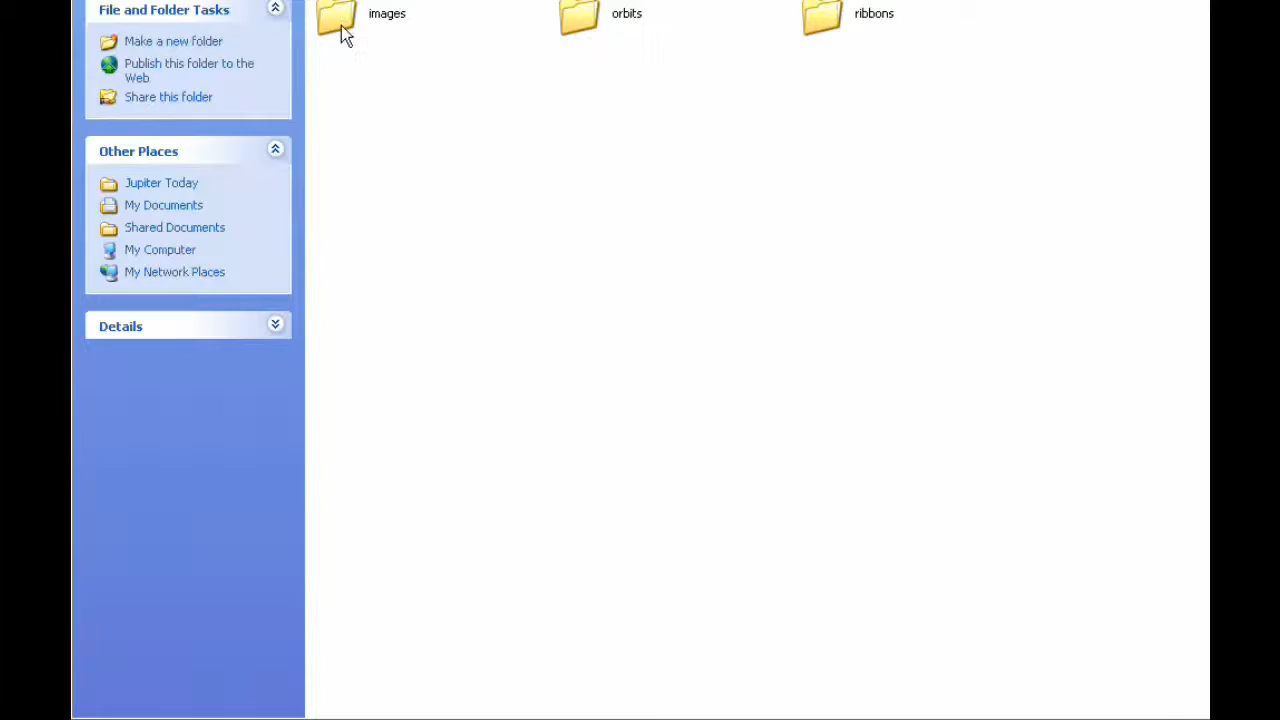 File and Folder Tasks
Make a new folder
Publish this folder to the
Web
Share this folder
Other Places
Jupiter Today
My Documents
Shared Documents
My Computer
My Network Places
Details
images
orbits
ribbons